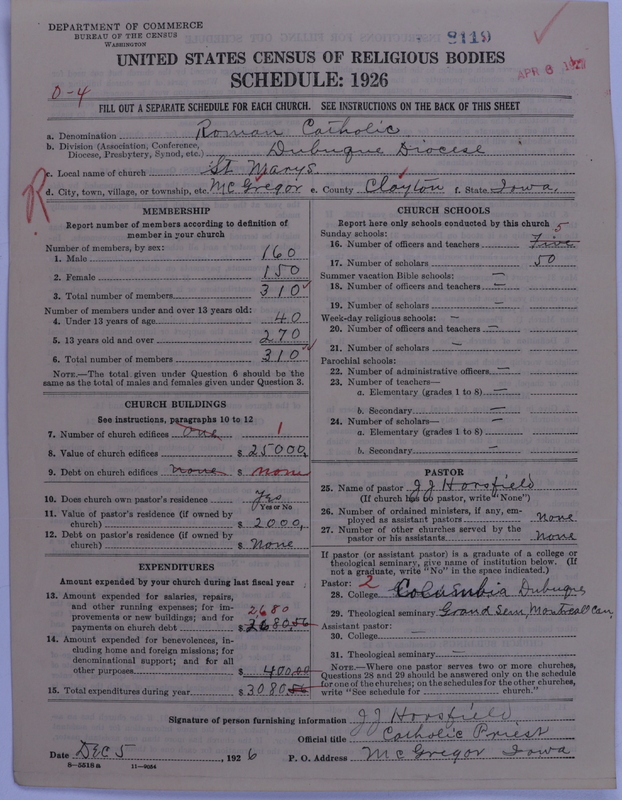 DEPARTMENT OF COMMERCE
BUREAU OF THE CENSUS
WASHINGTON
8119
APR 6 192
UNITED STATES CENSUS OF RELIGIOUS BODIES
SCHEDULE: 1926
0-4
FILL OUT A SEPARATE SCHEDULE FOR EACH CHURCH. SEE INSTRUCTIONS ON THE BACK OF THIS SHEET
a. Denomination Roman Catholic
b. Division (Association, Conference, Diocese, Presbytery, Synod, etc.) Dubuque Diocese
c. Local name of church St Marys
R
d. City, town, village, or township, etc. McGregor e. County Clayton f. State Iowa
MEMBERSHIP
Report number of members according to definition of member in your church
Number of members, by sex:
1. Male 160
2. Female 150
3. Total number of members 310
Number of members under and over 13 years old:
4. Under 13 years of age 40
5. 13 years old and over 270
6. Total number of members 310
NOTE.—The total given under Question 6 should be the same as the total of males and females given under Question 3.
CHURCH BUILDINGS
See instructions, paragraphs 10 to 12
7. Number of church edifices one 1
8. Value of church edifices $ 25000
9. Debt on church edifices none $ none
10. Does church own pastor's residence Yes
Yes or No
11. Value of pastor's residence (if owned by church) $ 2000,
12. Debt on pastor's residence (if owned by church) $ None
EXPENDITURES
Amount expended by your church during last fiscal year
13. Amount expended for salaries, repairs, and other running expenses; for improvements or new buildings; and for payments on church debt 2680 $ 2680.56
14. Amount expended for benevolences, including home and foreign missions; for denominational support; and for all other purposes $ 400.00
15. Total expenditures during year $ 3080.56
CHURCH SCHOOLS
Report here only schools conducted by this church
Sunday schools:
16. Number of officers and teachers Five 5
17. Number of scholars 50
Summer vacation Bible schools: —
18. Number of officers and teachers —
19. Number of scholars —
Week-day religious schools: —
20. Number of officers and teachers —
21. Number of scholars —
Parochial schools:
22. Number of administrative officers —
23. Number of teachers—
a. Elementary (grades 1 to 8) —
b. Secondary —
24. Number of scholars— —
a. Elementary (grades 1 to 8) —
b. Secondary —
PASTOR
25. Name of pastor J J Horsfield
(If church has no pastor, write "None")
26. Number of ordained ministers, if any, employed as assistant pastors none
27. Number of other churches served by the pastor or his assistants none
If pastor (or assistant pastor) is a graduate of a college or theological seminary, give name of institution below. (If not a graduate, write "No" in the space indicated.)
Pastor: 2
28. College Columbia Dubuque
29. Theological seminary Grand Sem, Montreal Can,
Assistant pastor:
30. College —
31. Theological seminary —
NOTE.—Where one pastor serves two or more churches, Questions 28 and 29 should be answered only on the schedule for one of the churches; on the schedules for the other churches, write "See schedule for church."
Signature of person furnishing information J J Horsfield
Official title Catholic Priest
Date Dec 5, 1926 P. O. Address McGregor Iowa
8—5518a 11—9054